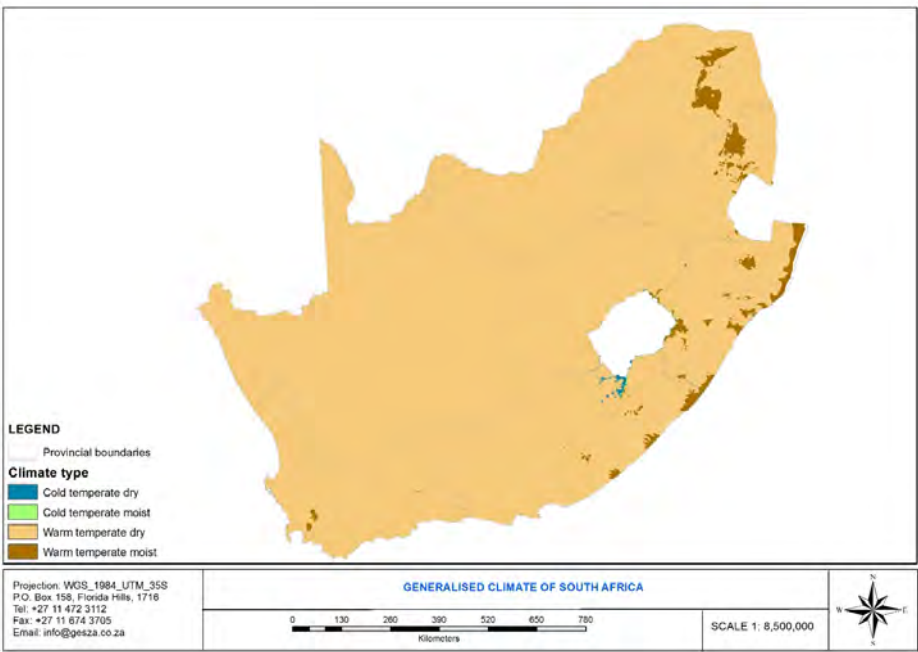 LEGEND
Provincial boundaries
Climate type
Cold temperate dry
Cold temperate moist
Warm temperate dry
Warm temperate moist
Projection: WGS_1984_UTM_35S
P.O. Box 158, Florida Hills, 1716
Tel: +27 11 472 3112
Fax: +27 11 674 3705
Email: info@gesza.co.za
GENERALISED CLIMATE OF SOUTH AFRICA
0 130 260 390 520 650 780
Kilometers
SCALE 1: 8,500,000
N
W E
S